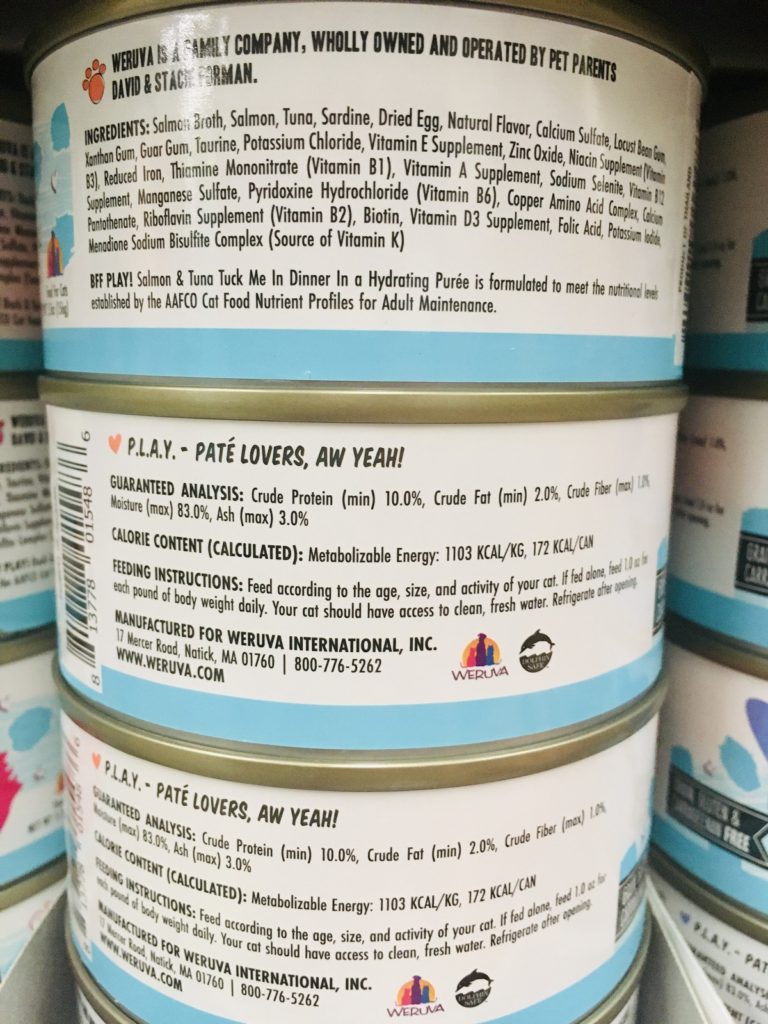 WERUVA IS A FAMILY COMPANY, WHOLLY OWNED AND OPERATED BY PET PARENTS
DAVID & STACEY FORMAN.
INGREDIENTS: Salmon Broth, Salmon, Tuna, Sardine, Dried Egg, Natural Flavor, Calcium Sulfate, Locust Bean Gum,
Xanthan Gum, Guar Gum, Taurine, Potassium Chloride, Vitamin E Supplement, Zinc Oxide, Niacin Supplement (Vitamin
B3), Reduced Iron, Thiamine Mononitrate (Vitamin B1), Vitamin A Supplement, Sodium Selenite, Vitamin B12
Supplement, Manganese Sulfate, Pyridoxine Hydrochloride (Vitamin B6), Copper Amino Acid Complex, Calcium
Pantothenate, Riboflavin Supplement (Vitamin B2), Biotin, Vitamin D3 Supplement, Folic Acid, Potassium Iodide,
Menadione Sodium Bisulfite Complex (Source of Vitamin K)
BFF PLAY! Salmon & Tuna Tuck Me In Dinner In a Hydrating Purée is formulated to meet the nutritional levels
established by the AAFCO Cat Food Nutrient Profiles for Adult Maintenance.
PRODUCT OF THAILAND
P.L.A.Y. - PATÉ LOVERS, AW YEAH!
GUARANTEED ANALYSIS: Crude Protein (min) 10.0%, Crude Fat (min) 2.0%, Crude Fiber (max) 1.0%,
Moisture (max) 83.0%, Ash (max) 3.0%
CALORIE CONTENT (CALCULATED): Metabolizable Energy: 1103 KCAL/KG, 172 KCAL/CAN
FEEDING INSTRUCTIONS: Feed according to the age, size, and activity of your cat. If fed alone, feed 1.0 oz for
each pound of body weight daily. Your cat should have access to clean, fresh water. Refrigerate after opening.
MANUFACTURED FOR WERUVA INTERNATIONAL, INC.
17 Mercer Road, Natick, MA 01760 | 800-776-5262
WWW.WERUVA.COM
WERUVA
DOLPHIN
SAFE
8 13778 01548 6
P.L.A.Y. - PATÉ LOVERS, AW YEAH!
GUARANTEED ANALYSIS: Crude Protein (min) 10.0%, Crude Fat (min) 2.0%, Crude Fiber (max) 1.0%,
Moisture (max) 83.0%, Ash (max) 3.0%
CALORIE CONTENT (CALCULATED): Metabolizable Energy: 1103 KCAL/KG, 172 KCAL/CAN
FEEDING INSTRUCTIONS: Feed according to the age, size, and activity of your cat. If fed alone, feed 1.0 oz for
each pound of body weight daily. Your cat should have access to clean, fresh water. Refrigerate after opening.
MANUFACTURED FOR WERUVA INTERNATIONAL, INC.
17 Mercer Road, Natick, MA 01760 | 800-776-5262
WWW.WERUVA.COM
WERUVA
DOLPHIN
SAFE
FREE
P.L.A.Y. - PAT
GUARANTEED ANALYSIS